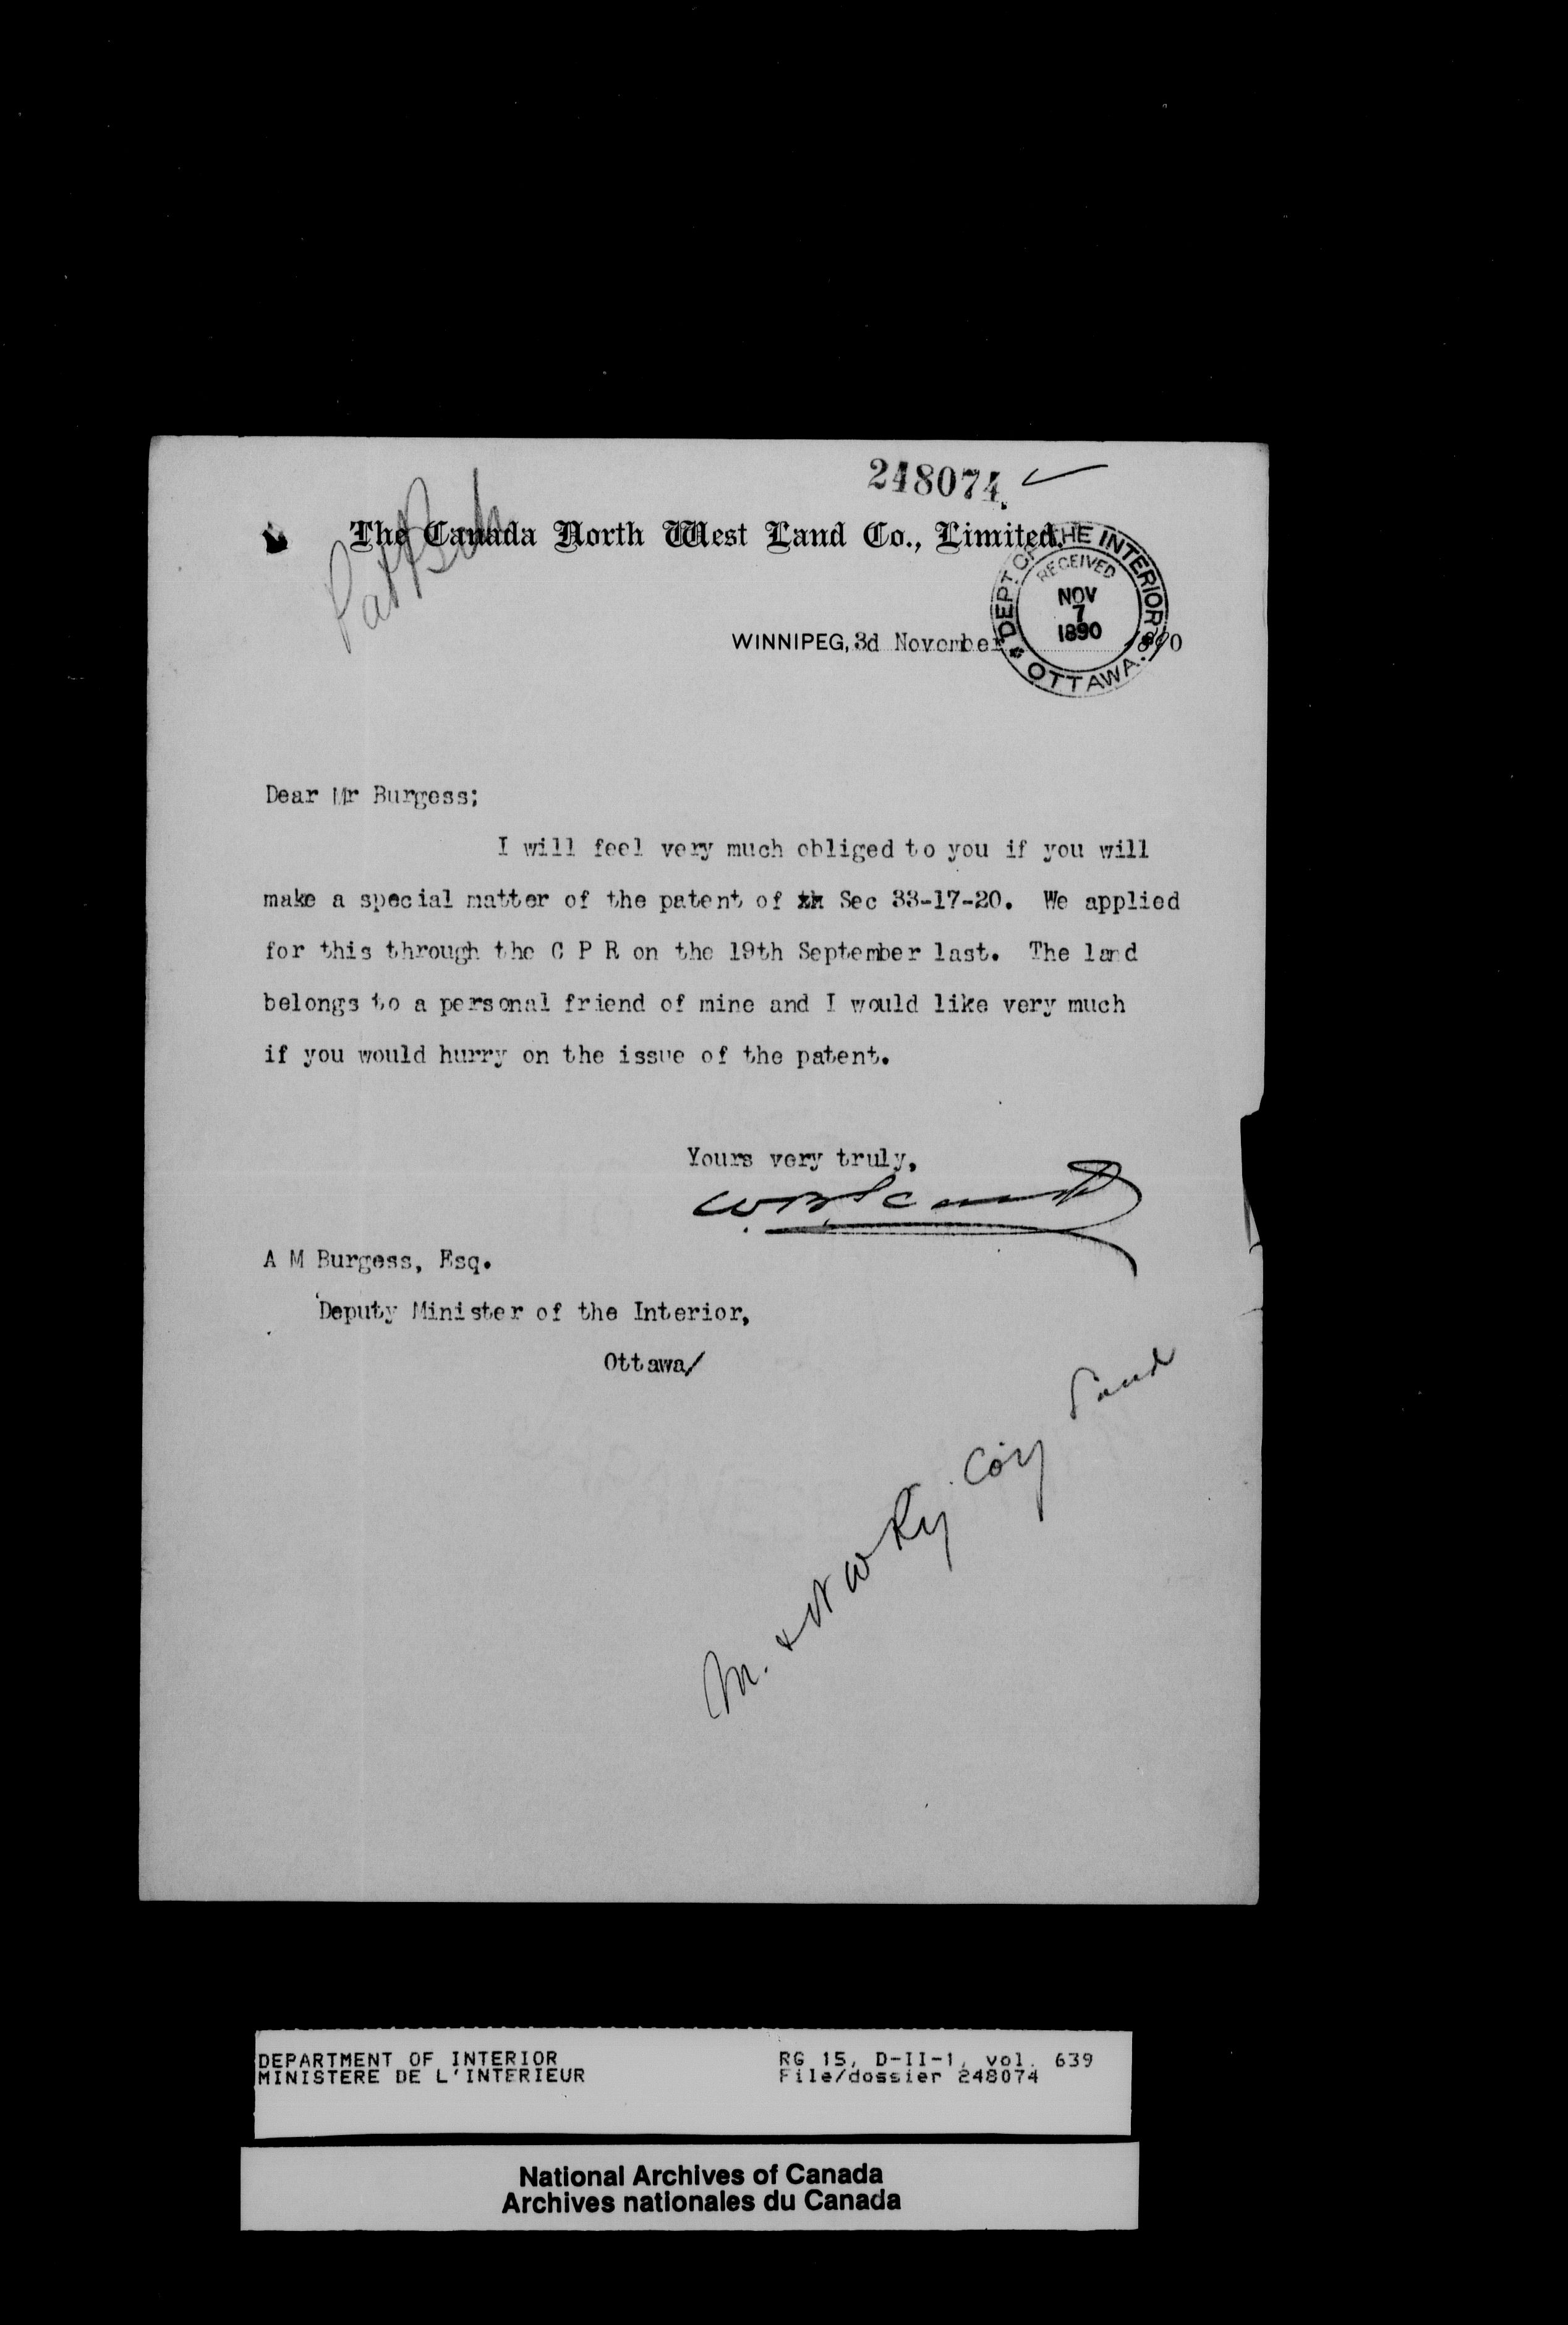 248074
The Canada North West Land Co., Limited.
DEPT. OF THE INTERIOR
RECEIVED
NOV
7
1890
OTTAWA.
WINNIPEG, 3d November 1890
Dear Mr Burgess;
I will feel very much obliged to you if you will
make a special matter of the patent of th Sec 33-17-20. We applied
for this through the C P R on the 19th September last. The land
belongs to a personal friend of mine and I would like very much
if you would hurry on the issue of the patent.
Yours very truly,
A M Burgess, Esq.
Deputy Minister of the Interior,
Ottawa/
M. & N W Ry. Coy Land
DEPARTMENT OF INTERIOR
MINISTERE DE L'INTERIEUR
RG 15, D-II-1, vol. 639
File/dossier 248074
National Archives of Canada
Archives nationales du Canada